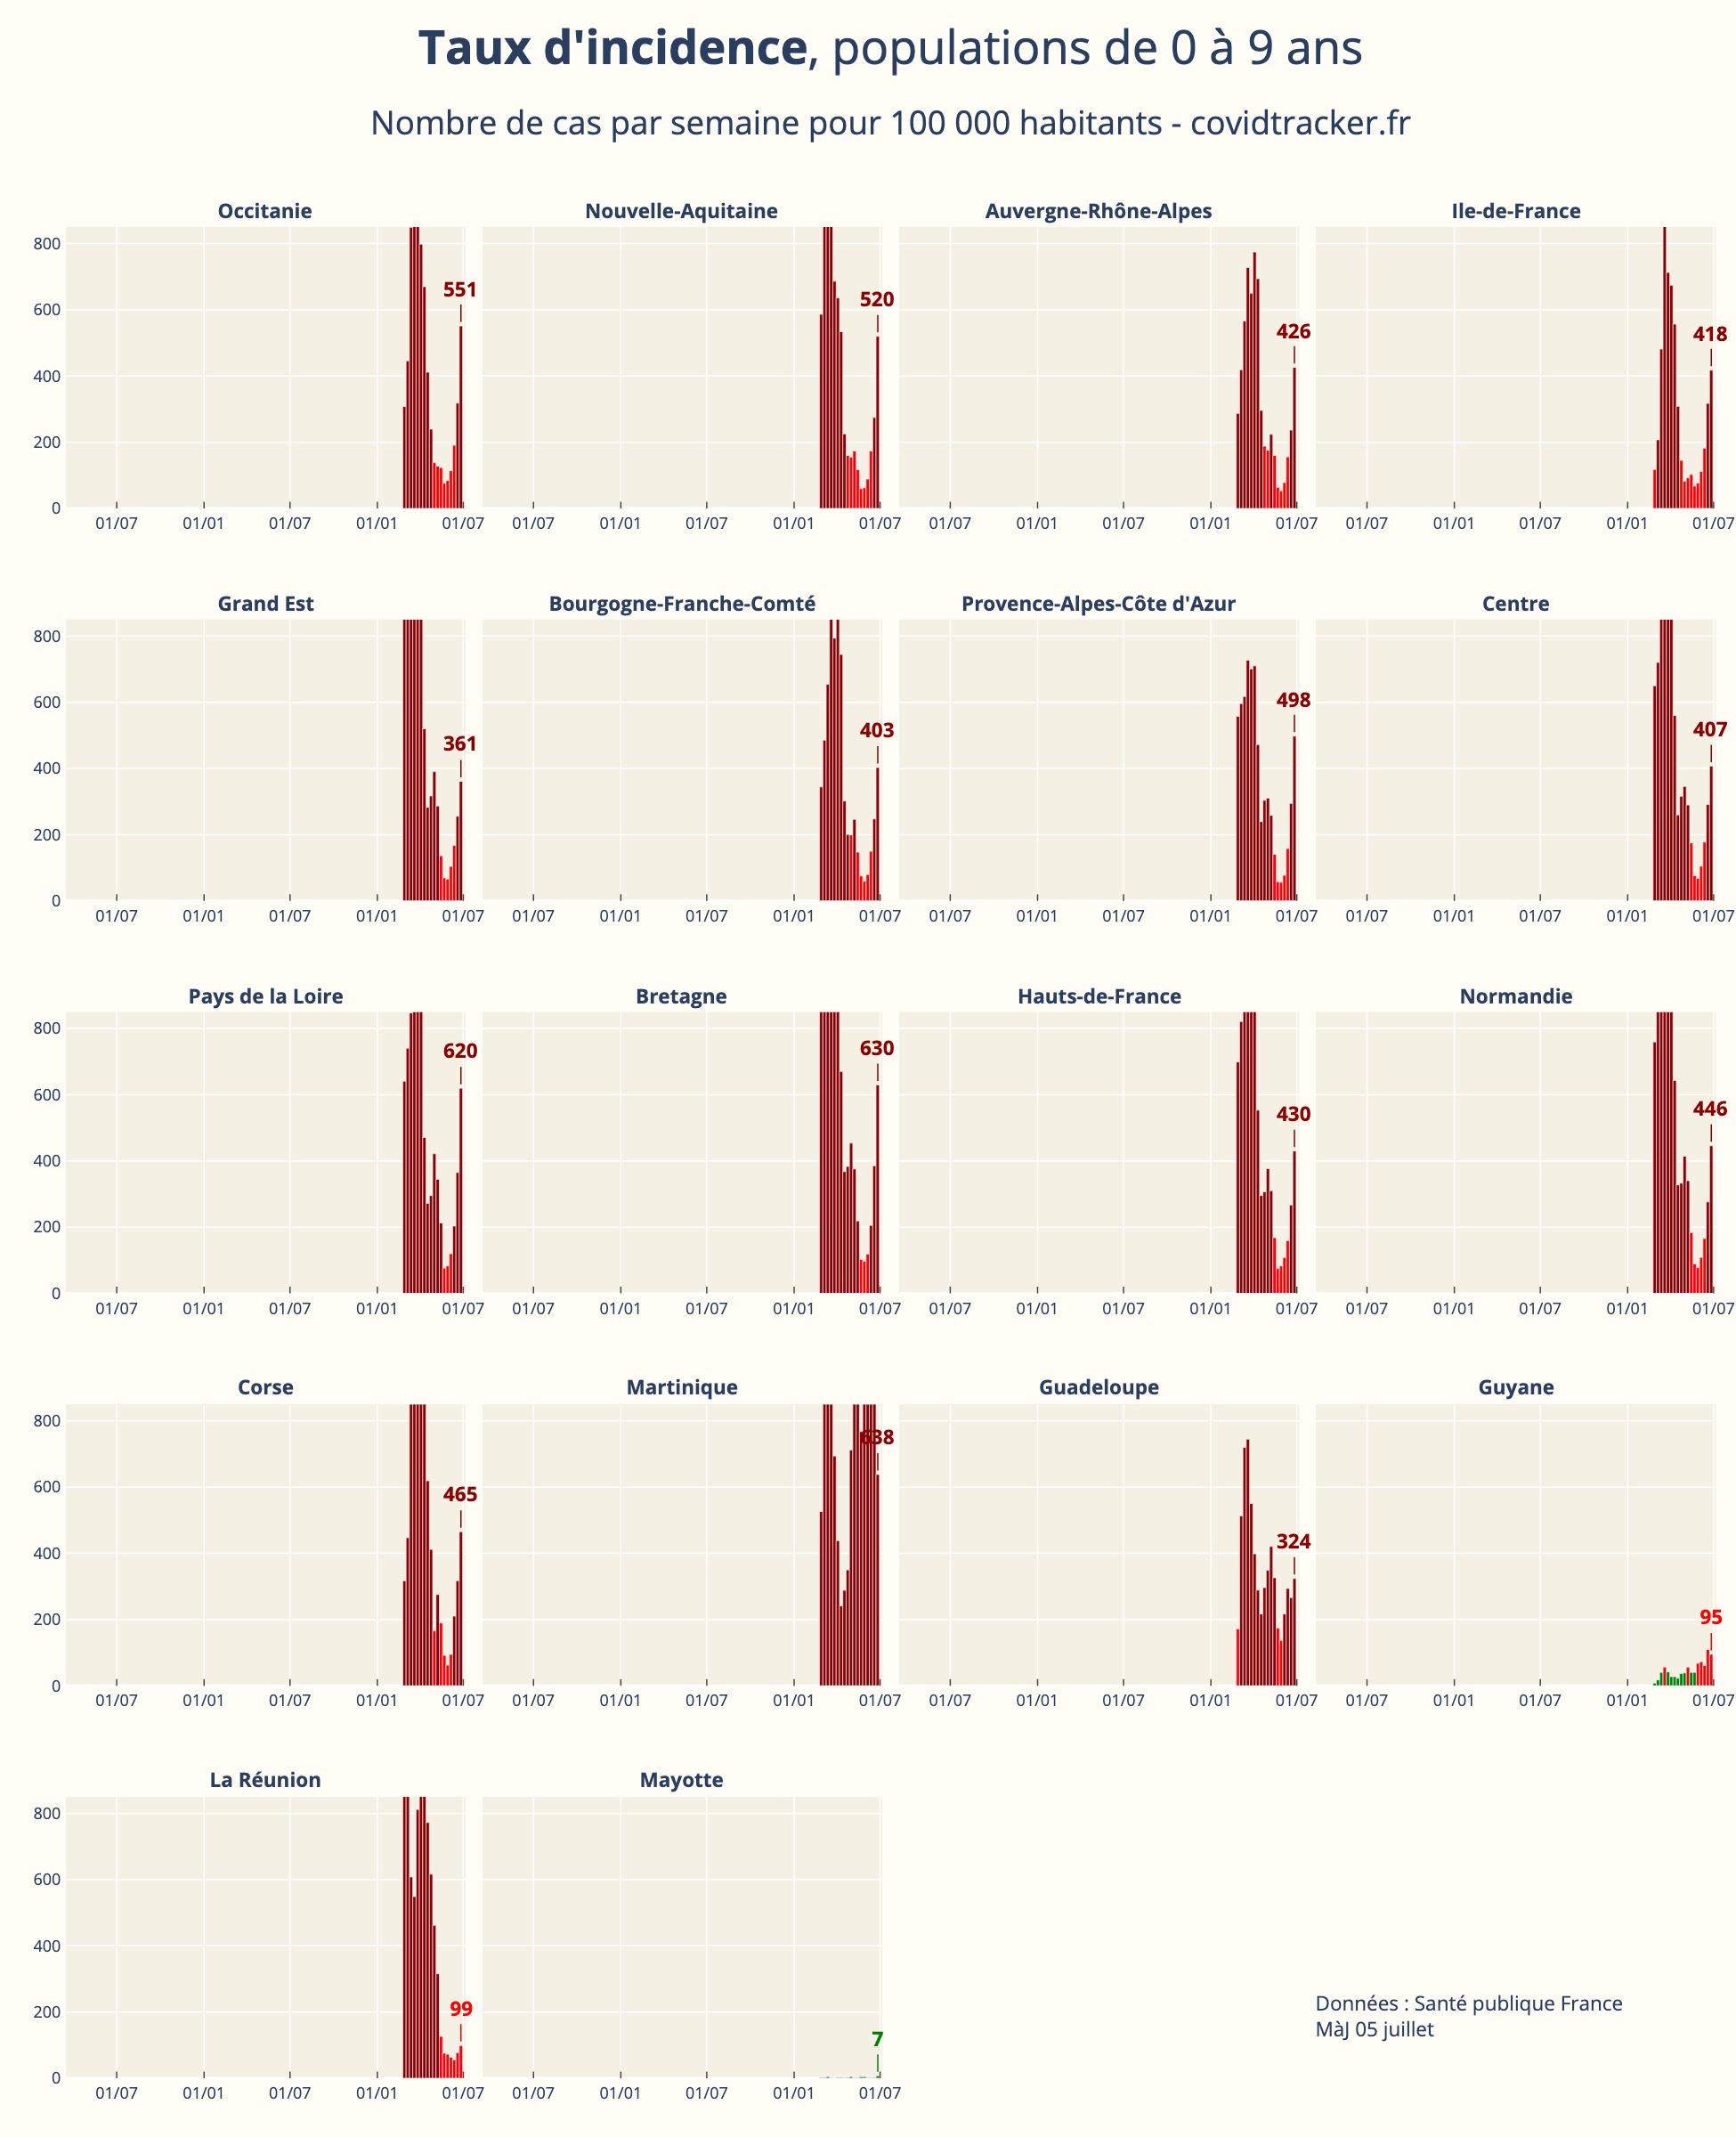 Taux d'incidence, populations de 0 à 9 ans
Nombre de cas par semaine pour 100 000 habitants - covidtracker.fr
Occitanie
Nouvelle-Aquitaine
Auvergne-Rhône-Alpes
Ile-de-France
800
600
400
200
0
551
520
426
418
01/07 01/01 01/07 01/01 01/07
01/07 01/01 01/07 01/01 01/07
01/07 01/01 01/07 01/01 01/07
01/07 01/01 01/07 01/01 01/07
Grand Est
Bourgogne-Franche-Comté
Provence-Alpes-Côte d'Azur
Centre
800
600
400
200
0
361
403
498
407
01/07 01/01 01/07 01/01 01/07
01/07 01/01 01/07 01/01 01/07
01/07 01/01 01/07 01/01 01/07
01/07 01/01 01/07 01/01 01/07
Pays de la Loire
Bretagne
Hauts-de-France
Normandie
800
600
400
200
0
620
630
430
446
01/07 01/01 01/07 01/01 01/07
01/07 01/01 01/07 01/01 01/07
01/07 01/01 01/07 01/01 01/07
01/07 01/01 01/07 01/01 01/07
Corse
Martinique
Guadeloupe
Guyane
800
600
400
200
0
465
638
324
95
01/07 01/01 01/07 01/01 01/07
01/07 01/01 01/07 01/01 01/07
01/07 01/01 01/07 01/01 01/07
01/07 01/01 01/07 01/01 01/07
La Réunion
Mayotte
800
600
400
200
0
99
7
01/07 01/01 01/07 01/01 01/07
01/07 01/01 01/07 01/01 01/07
Données : Santé publique France
MàJ 05 juillet